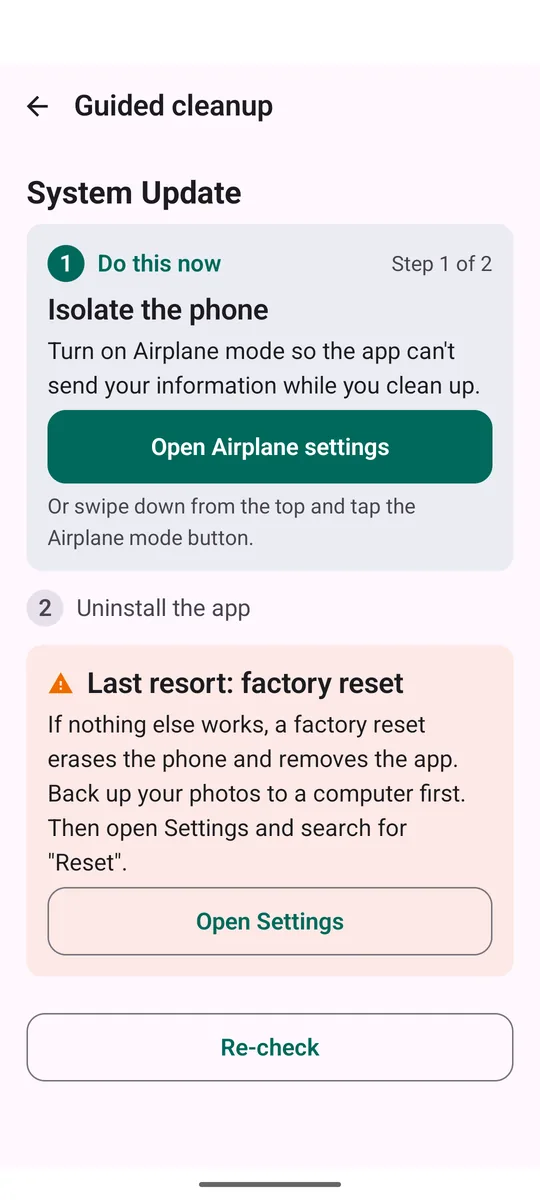 Guided cleanup
System Update
1 Do this now Step 1 of 2
Isolate the phone
Turn on Airplane mode so the app can't
send your information while you clean up.
Open Airplane settings
Or swipe down from the top and tap the
Airplane mode button.
2 Uninstall the app
Last resort: factory reset
If nothing else works, a factory reset
erases the phone and removes the app.
Back up your photos to a computer first.
Then open Settings and search for
"Reset".
Open Settings
Re-check